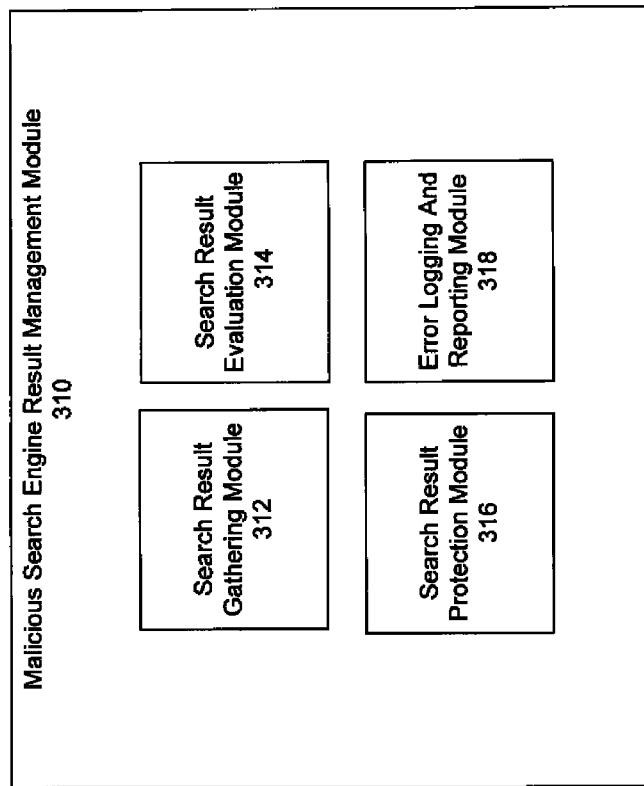 Malicious Search Engine Result Management Module
310
Search Result
Gathering Module
312
Search Result
Evaluation Module
314
Search Result
Protection Module
316
Error Logging And
Reporting Module
318